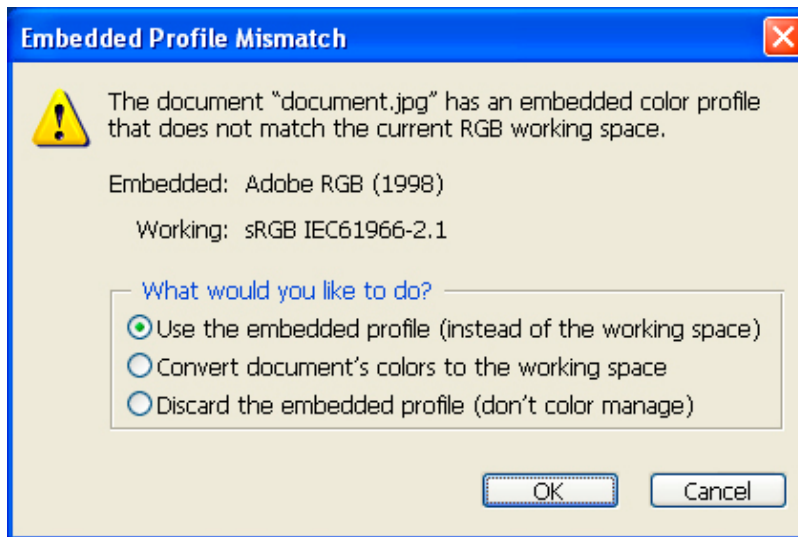 Embedded Profile Mismatch
The document “document.jpg” has an embedded color profile
that does not match the current RGB working space.
Embedded: Adobe RGB (1998)
Working: sRGB IEC61966-2.1
What would you like to do?
Use the embedded profile (instead of the working space)
Convert document's colors to the working space
Discard the embedded profile (don't color manage)
OK Cancel